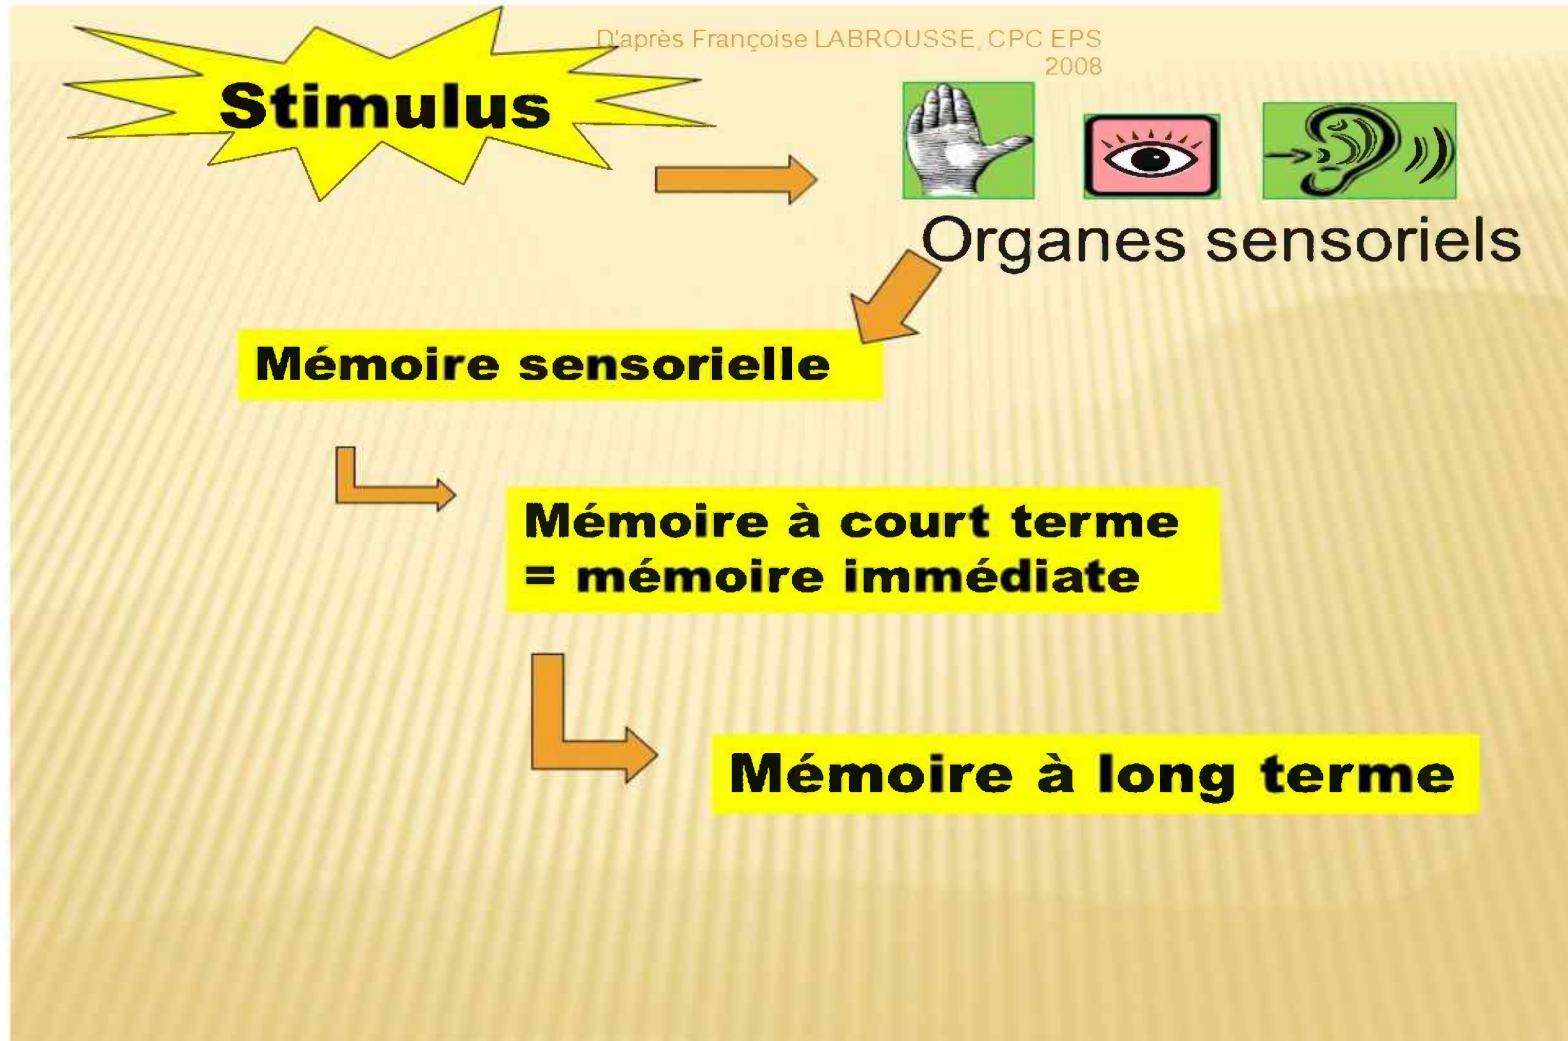 D'après Françoise LABROUSSE, CPC EPS
2008
Stimulus
Organes sensoriels
Mémoire sensorielle
Mémoire à court terme
= mémoire immédiate
Mémoire à long terme